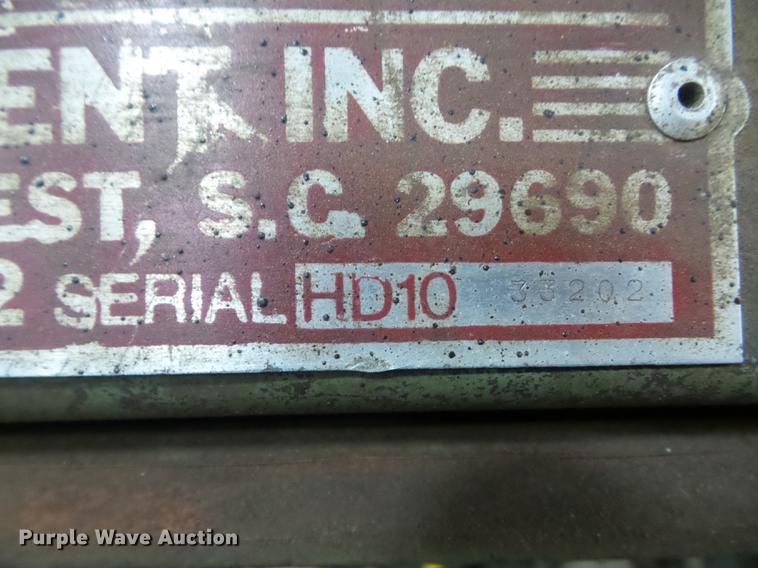 ENT INC.
EST, S.C. 29690
2 SERIAL HD10 33202
Purple Wave Auction